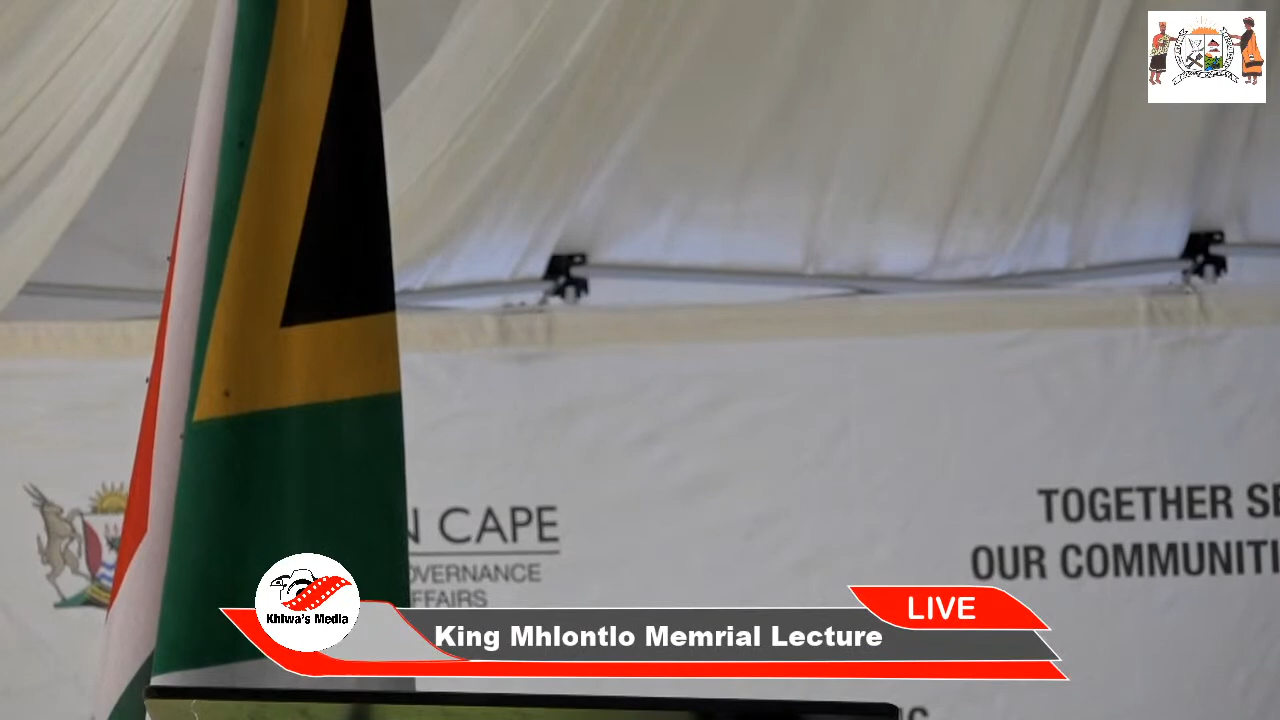 N CAPE
OVERNANCE
FFAIRS
TOGETHER SE
OUR COMMUNITI
Khiwa's Media
King Mhlontlo Memrial Lecture
LIVE